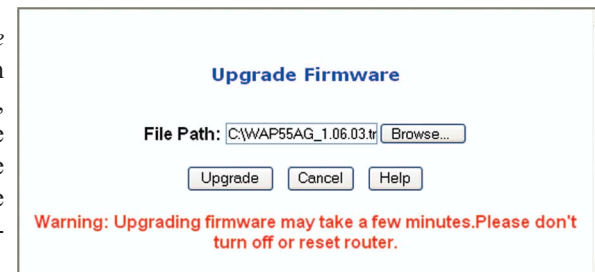 Upgrade Firmware
File Path: C:\WAP55AG_1.06.03.tr Browse...
Upgrade Cancel Help
Warning: Upgrading firmware may take a few minutes.Please don't
turn off or reset router.